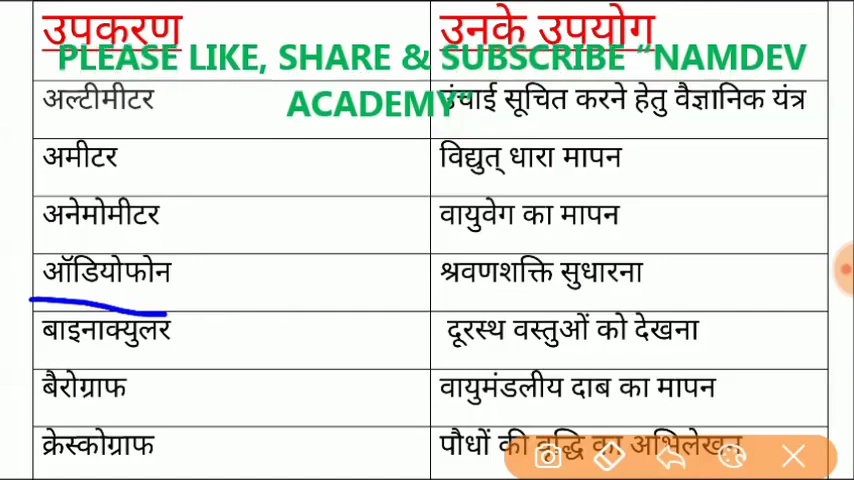 उपकरण उनके उपयोग
PLEASE LIKE, SHARE & SUBSCRIBE “NAMDEV
ACADEMY”
अल्टीमीटर उंचाई सूचित करने हेतु वैज्ञानिक यंत्र
अमीटर विद्युत् धारा मापन
अनेमोमीटर वायुवेग का मापन
ऑडियोफोन श्रवणशक्ति सुधारना
बाइनाक्युलर दूरस्थ वस्तुओं को देखना
बैरोग्राफ वायुमंडलीय दाब का मापन
क्रेस्कोग्राफ पौधों की वृद्धि का अभिलेखन